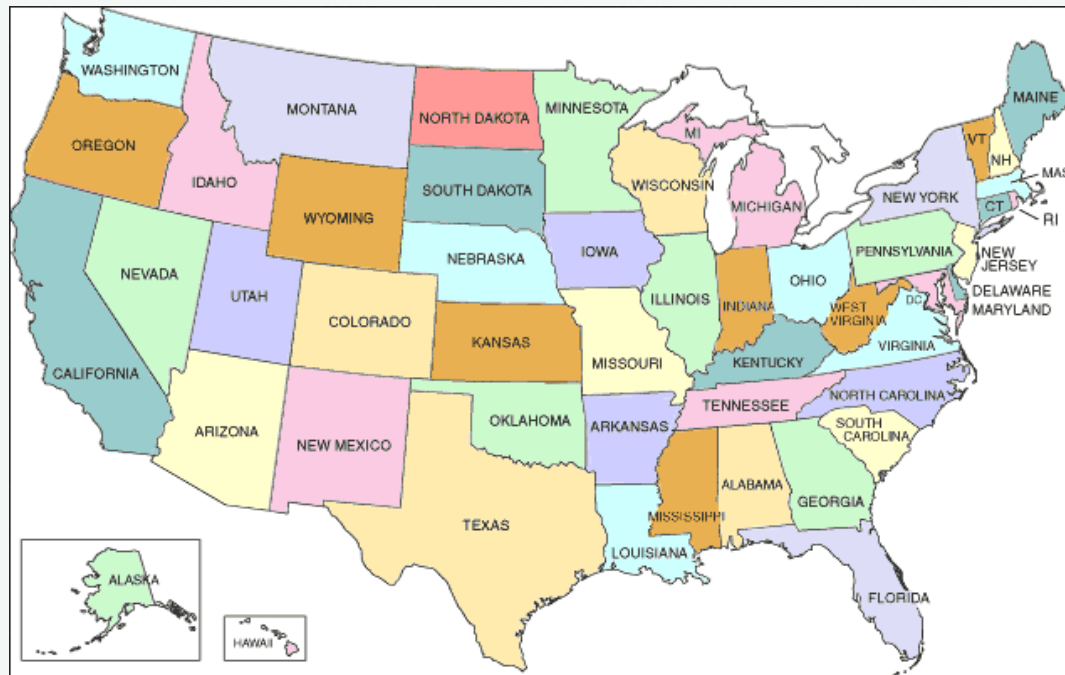 WASHINGTON
MONTANA
NORTH DAKOTA
MINNESOTA
MAINE
OREGON
IDAHO
SOUTH DAKOTA
WISCONSIN
MI
MICHIGAN
VT
NH
MAS
NEW YORK
CT
RI
WYOMING
NEVADA
UTAH
NEBRASKA
IOWA
PENNSYLVANIA
NEW
JERSEY
COLORADO
ILLINOIS
INDIANA
OHIO
WEST
VIRGINIA
DC
DELAWARE
MARYLAND
CALIFORNIA
KANSAS
MISSOURI
KENTUCKY
VIRGINIA
ARIZONA
NEW MEXICO
OKLAHOMA
ARKANSAS
TENNESSEE
NORTH CAROLINA
SOUTH
CAROLINA
TEXAS
LOUISIANA
MISSISSIPPI
ALABAMA
GEORGIA
FLORIDA
ALASKA
HAWAII